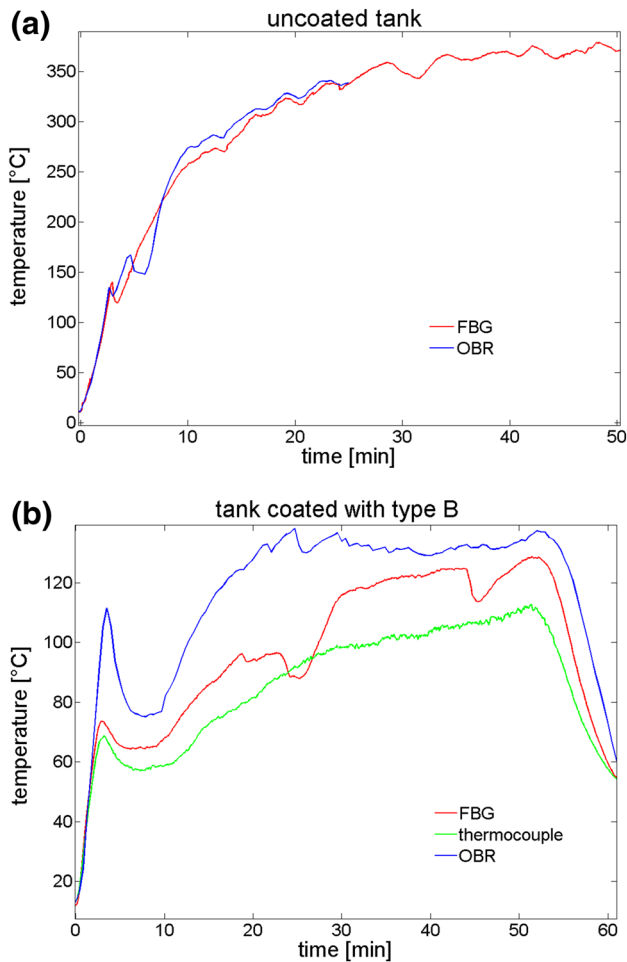 (a)
uncoated tank
temperature [°C]
350
300
250
200
150
100
50
0
FBG
OBR
0 10 20 30 40 50
time [min]
(b)
tank coated with type B
temperature [°C]
120
100
80
60
40
20
FBG
thermocouple
OBR
0 10 20 30 40 50 60
time [min]